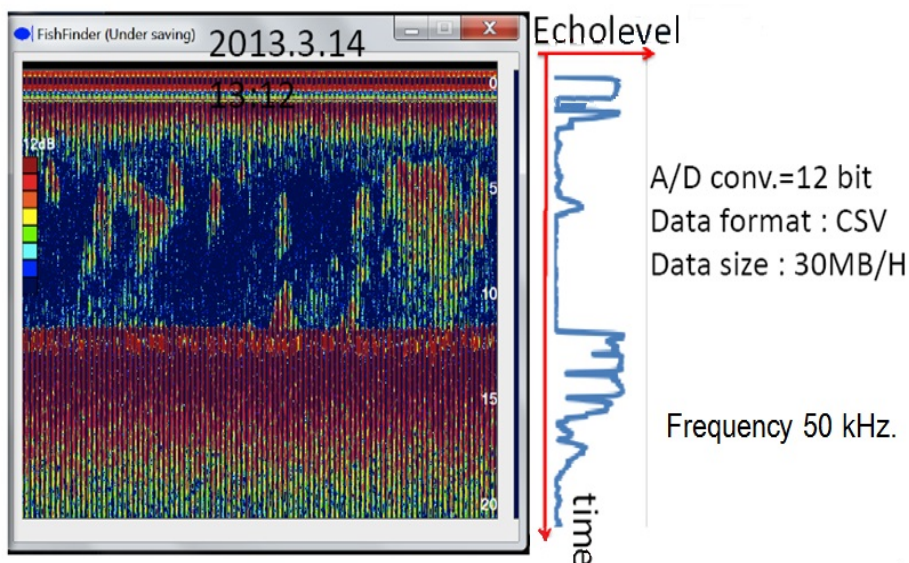 FishFinder (Under saving)
2013.3.14
13:12
0
12dB
5
10
15
20
Echolevel
time
A/D conv.=12 bit
Data format : CSV
Data size : 30MB/H
Frequency 50 kHz.